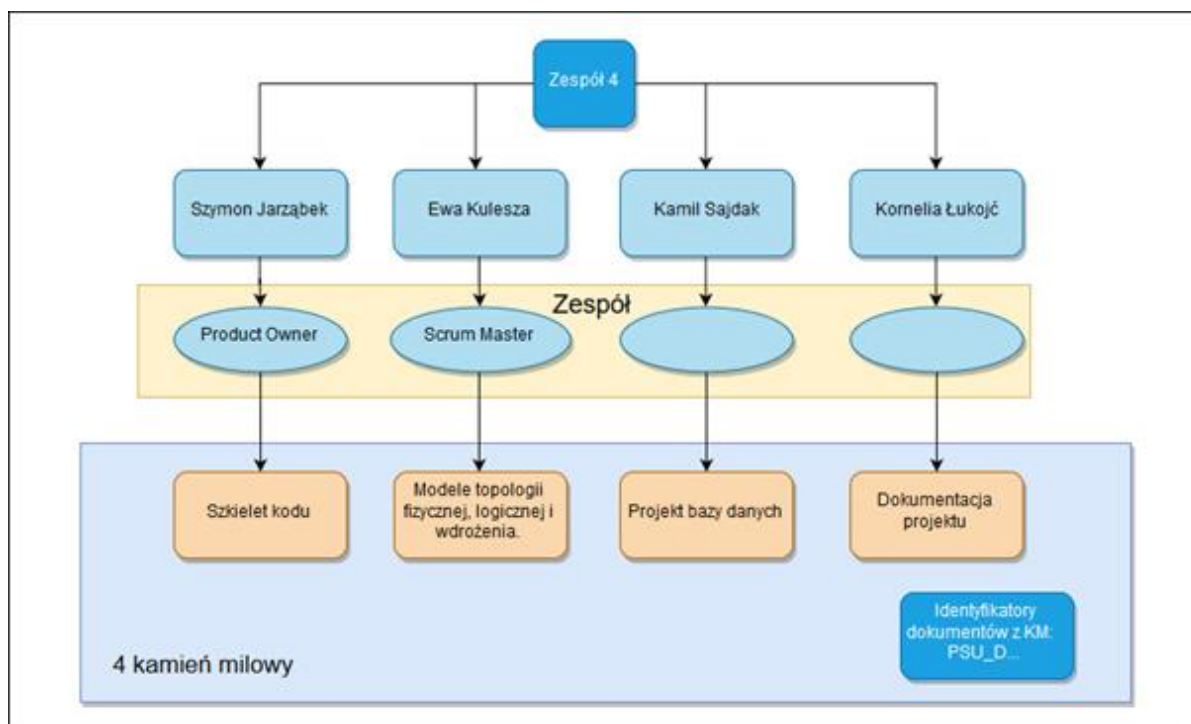 Zespół 4
Szymon Jarząbek
Ewa Kulesza
Kamil Sajdak
Kornelia Łukojć
Zespół
Product Owner
Scrum Master
Szkielet kodu
Modele topologii
fizycznej, logicznej i
wdrożenia.
Projekt bazy danych
Dokumentacja
projektu
Identyfikatory
dokumentów z KM:
PSU_D...
4 kamień milowy